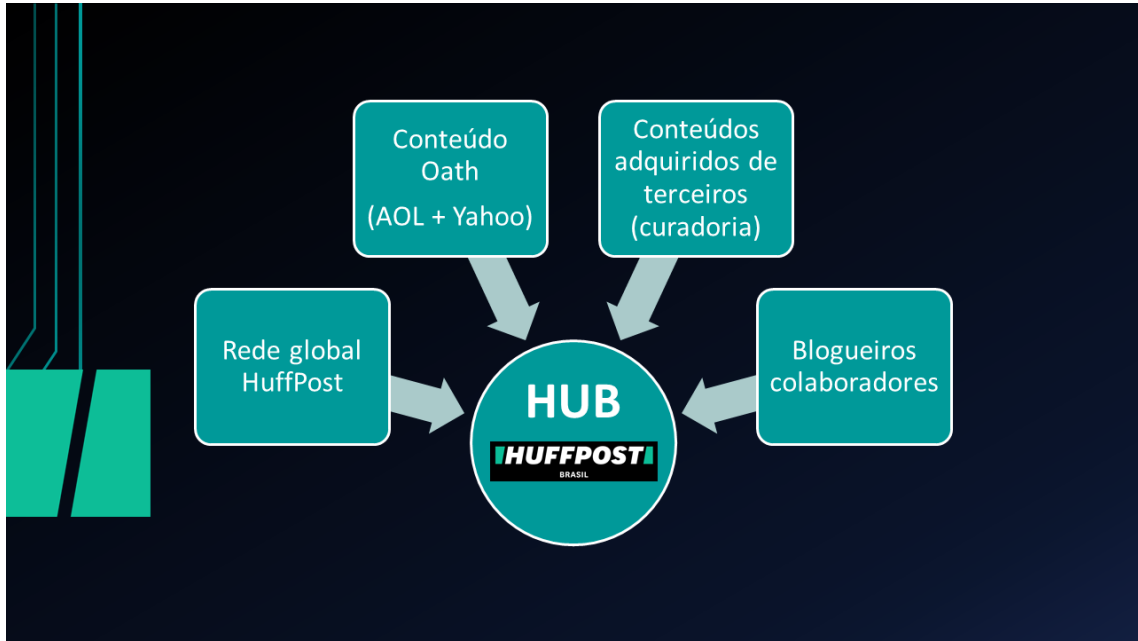 Conteúdo
Oath
(AOL + Yahoo)
Conteúdos
adquiridos de
terceiros
(curadoria)
Rede global
HuffPost
Blogueiros
colaboradores
HUB
HUFFPOST
BRASIL